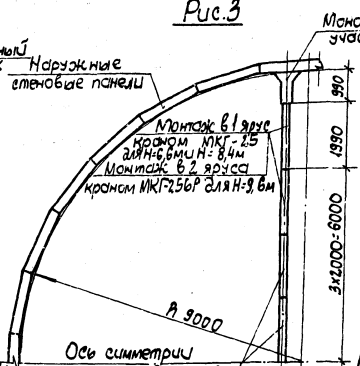 Рис.3
Наружные
стеновые панели
Монтаж в 1 ярус
краном МКГ-25
для Н=6,6м и Н=8,4м
Монтаж в 2 яруса
краном МКГ-25БР для Н=9,6м
990
1990
3х2000=6000
R 9000
Ось симметрии